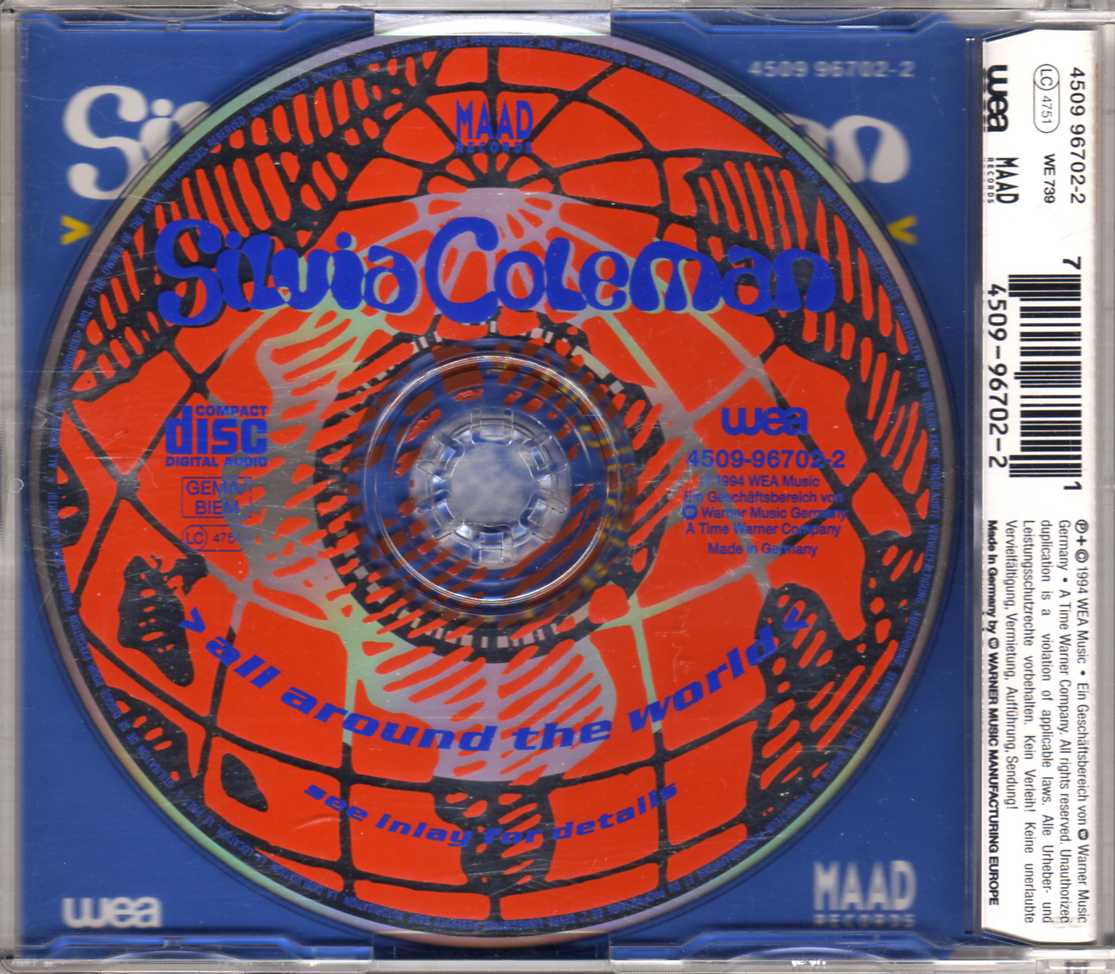 4509 96702-2
MAAD
RECORDS
Silvia Coleman
COMPACT
disc
DIGITAL AUDIO
GEMA
BIEM
LC 4751
wea
4509-96702-2
℗ 1994 WEA Music
Ein Geschäftsbereich von
Warner Music Germany
A Time Warner Company
Made in Germany
> all around the world <
see inlay for details
wea
MAAD
RECORDS
4509 96702-2
LC 4751
WE 739
wea
MAAD
RECORDS
7
1
4509-96702-2
℗ + © 1994 WEA Music • Ein Geschäftsbereich von Warner Music
Germany • A Time Warner Company. All rights reserved. Unauthorized
duplication is a violation of applicable laws. Alle Urheber- und
Leistungsschutzrechte vorbehalten. Kein Verleih! Keine unerlaubte
Vervielfältigung, Vermietung, Aufführung, Sendung!
Made in Germany by WARNER MUSIC MANUFACTURING EUROPE